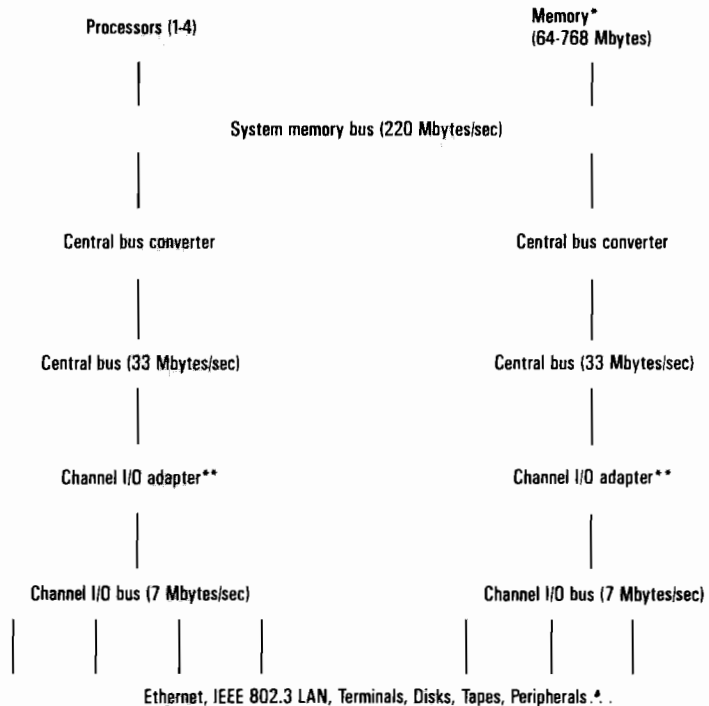 Processors (1-4)
Memory*
(64-768 Mbytes)
System memory bus (220 Mbytes/sec)
Central bus converter
Central bus converter
Central bus (33 Mbytes/sec)
Central bus (33 Mbytes/sec)
Channel I/O adapter**
Channel I/O adapter**
Channel I/O bus (7 Mbytes/sec)
Channel I/O bus (7 Mbytes/sec)
Ethernet, IEEE 802.3 LAN, Terminals, Disks, Tapes, Peripherals. . .